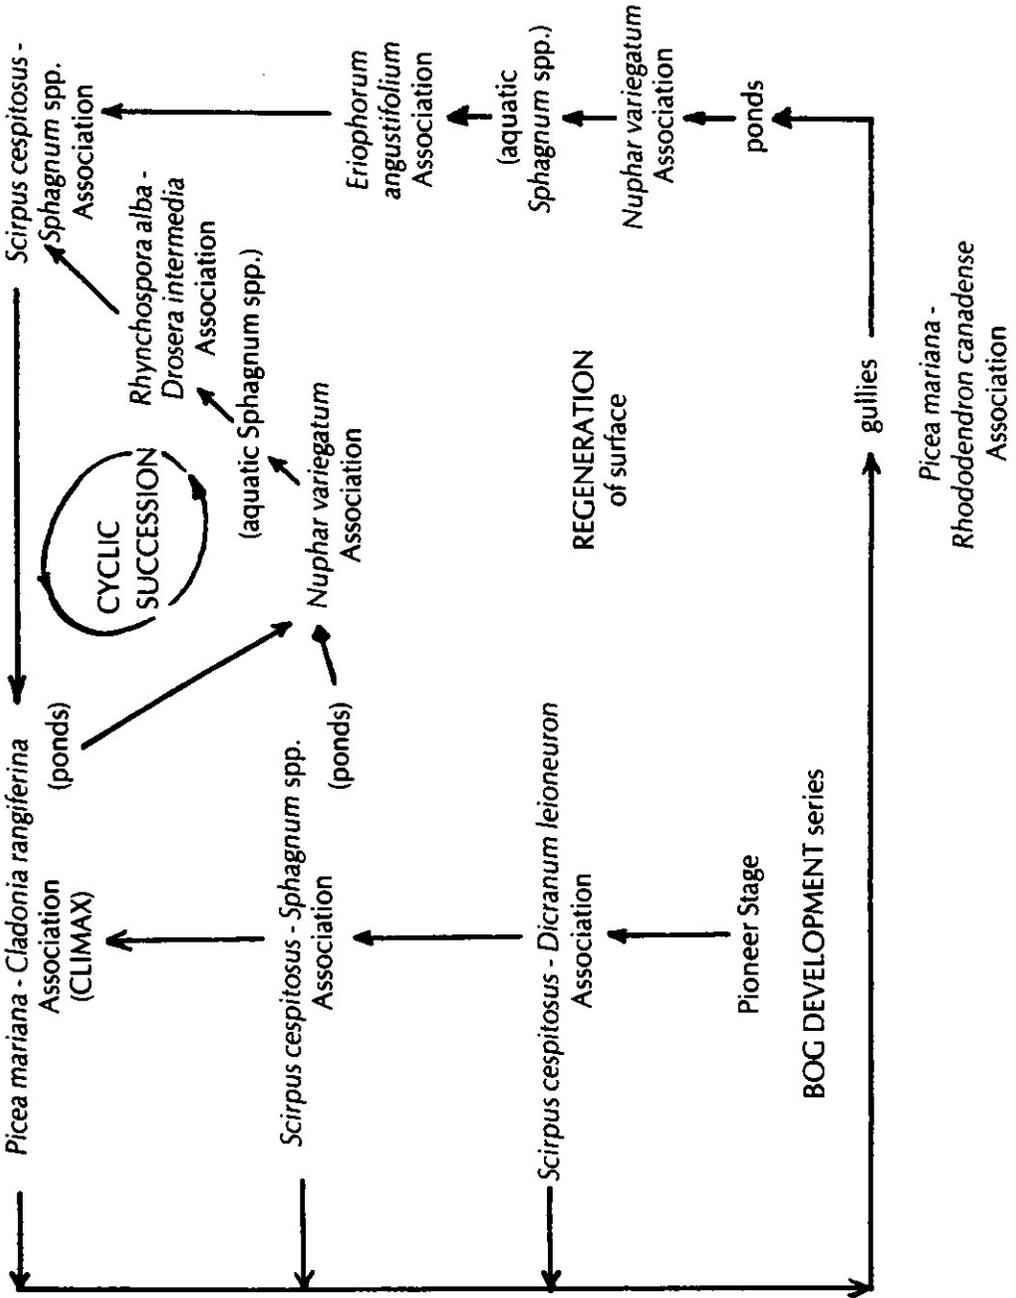 Picea mariana - Cladonia rangiferina
Association
(CLIMAX)
(ponds)
Scirpus cespitosus -
Sphagnum spp.
Association
CYCLIC
SUCCESSION
Rhynchospora alba -
Drosera intermedia
Association
(aquatic Sphagnum spp.)
Nuphar variegatum
Association
Scirpus cespitosus - Sphagnum spp.
Association
(ponds)
Eriophorum
angustifolium
Association
(aquatic
Sphagnum spp.)
Scirpus cespitosus - Dicranum leioneuron
Association
REGENERATION
of surface
Nuphar variegatum
Association
Pioneer Stage
ponds
BOG DEVELOPMENT series
gullies
Picea mariana -
Rhododendron canadense
Association